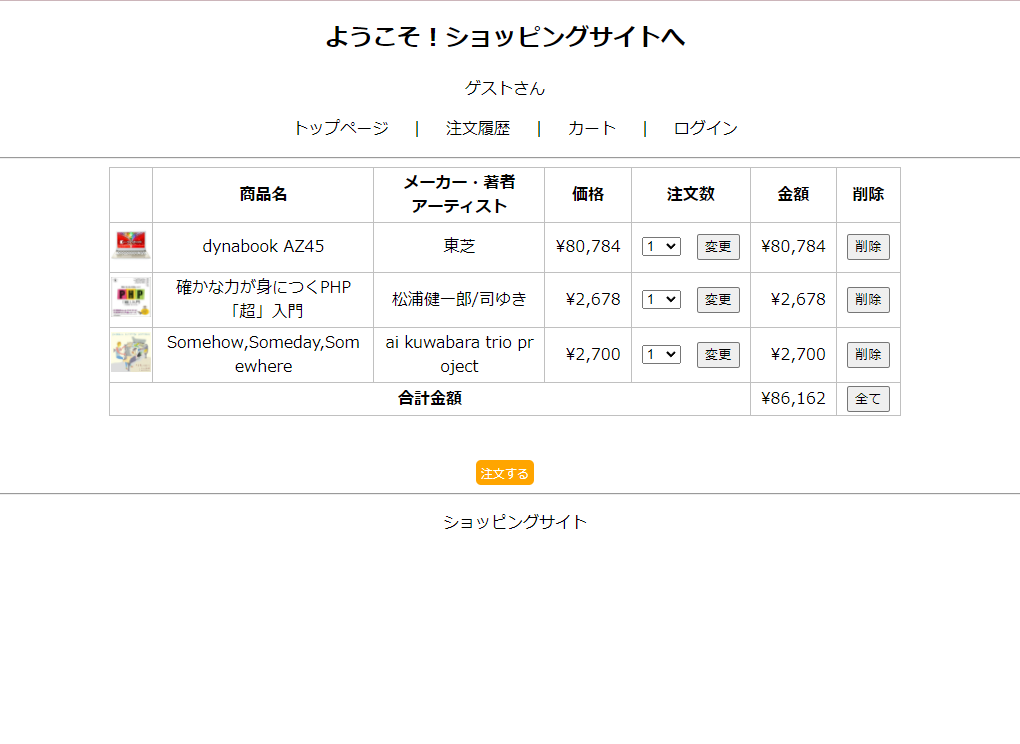 ようこそ！ショッピングサイトへ
ゲストさん
トップページ | 注文履歴 | カート | ログイン
商品名 メーカー・著者 価格 注文数 金額 削除
アーティスト
dynabook AZ45 東芝 ¥80,784 1 変更 ¥80,784 削除
確かな力が身につくPHP 松浦健一郎/司ゆき ¥2,678 1 変更 ¥2,678 削除
「超」入門
PHP
Somehow,Someday,Som ai kuwabara trio pr ¥2,700 1 変更 ¥2,700 削除
ewhere oject
合計金額 ¥86,162 全て
注文する
ショッピングサイト